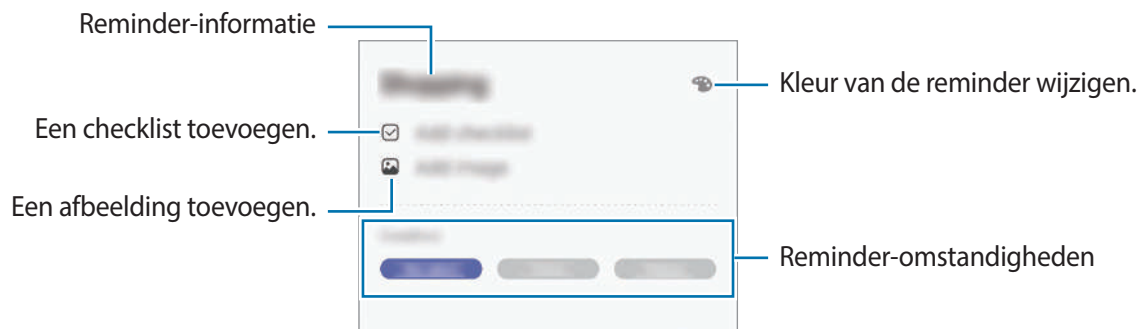 Reminder-informatie
Kleur van de reminder wijzigen.
Een checklist toevoegen.
Een afbeelding toevoegen.
Reminder-omstandigheden